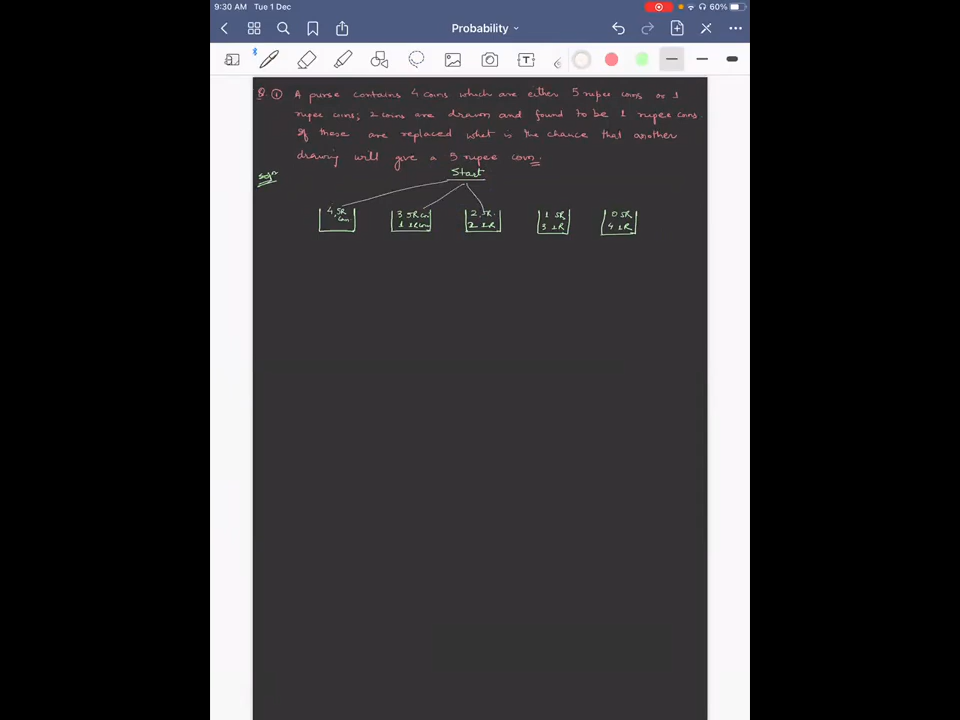 9:30 AM Tue 1 Dec
60%
Probability
Q. 1 A purse contains 4 coins which are either 5 rupee coins or 1
rupee coins; 2 coins are drawn and found to be 1 rupee coins.
If these are replaced what is the chance that another
drawing will give a 5 rupee coin.
Start
4, 5R 3 5R 2, 5R. 1 5R 0 5R
1 1R 2 1R 3 1R 4 1R